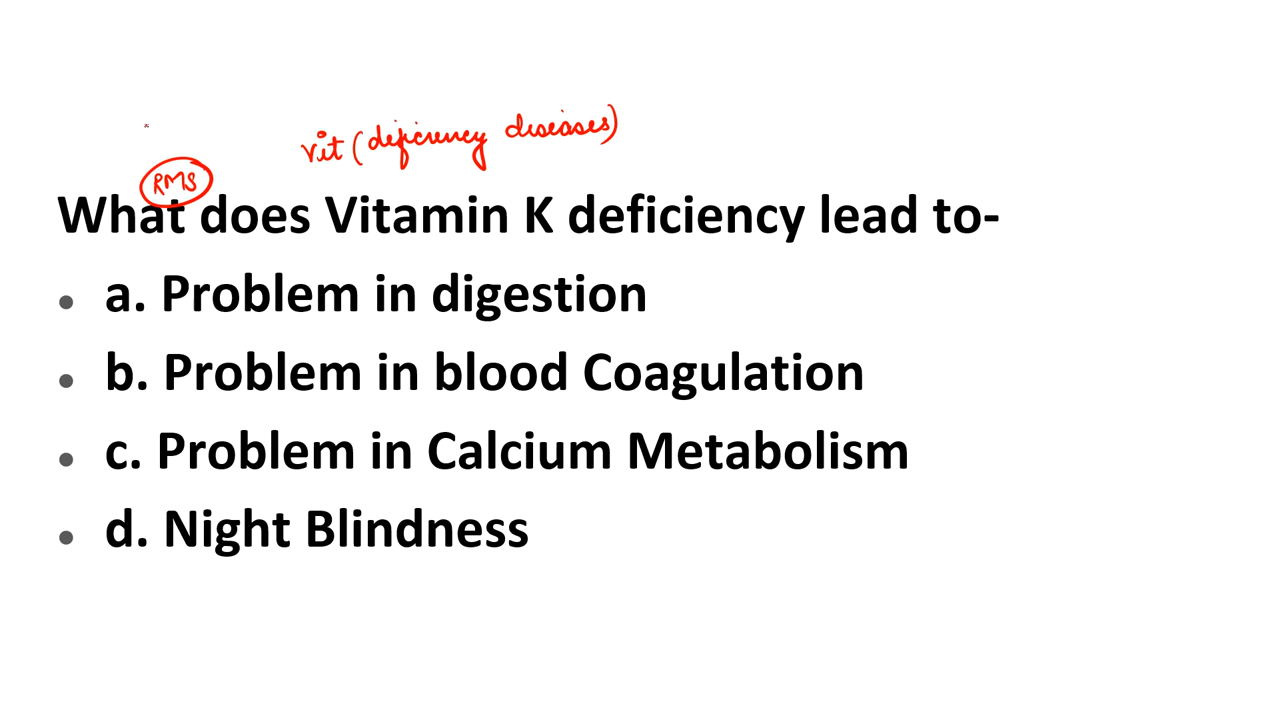 vit (deficiency diseases)
RMS
What does Vitamin K deficiency lead to-
• a. Problem in digestion
• b. Problem in blood Coagulation
• c. Problem in Calcium Metabolism
• d. Night Blindness